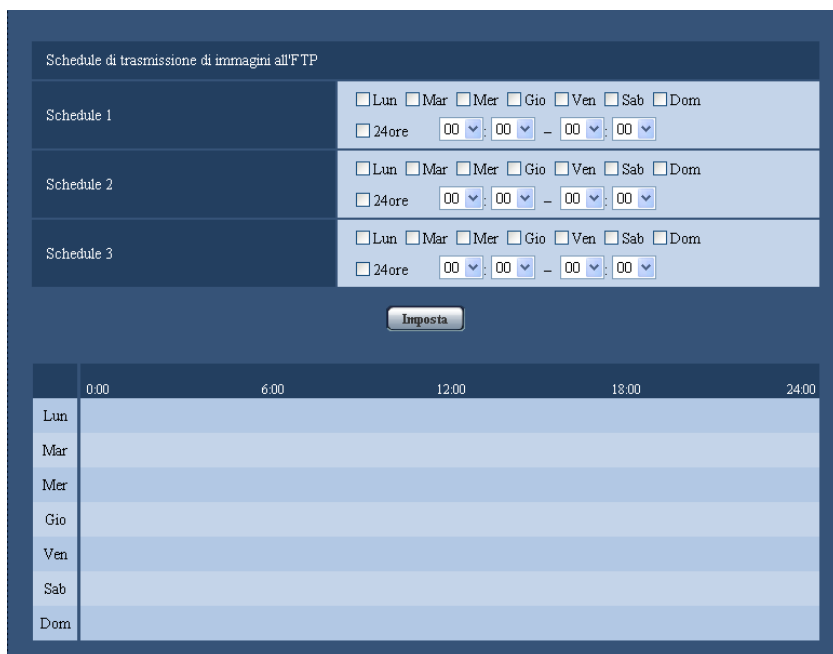 Schedule di trasmissione di immagini all'FTP
Schedule 1
Lun Mar Mer Gio Ven Sab Dom
24ore 00 : 00 – 00 : 00
Schedule 2
Lun Mar Mer Gio Ven Sab Dom
24ore 00 : 00 – 00 : 00
Schedule 3
Lun Mar Mer Gio Ven Sab Dom
24ore 00 : 00 – 00 : 00
Imposta
0:00 6:00 12:00 18:00 24:00
Lun
Mar
Mer
Gio
Ven
Sab
Dom